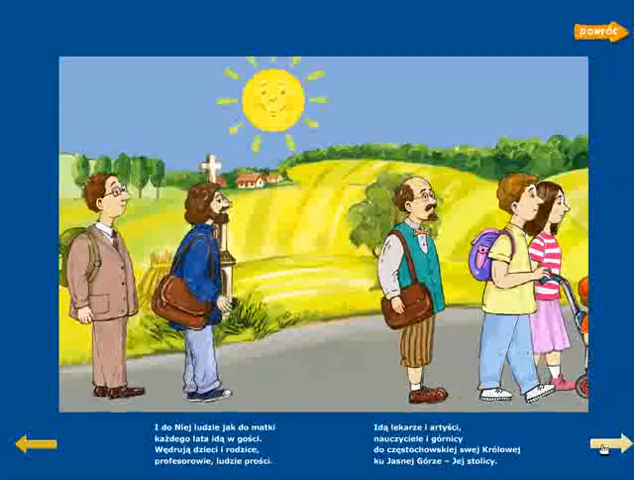 powróć
I do Niej ludzie jak do matki
każdego lata idą w gości.
Wędrują dzieci i rodzice,
profesorowie, ludzie prości.
Idą lekarze i artyści,
nauczyciele i górnicy
do częstochowskiej swej Królowej
ku Jasnej Górze – Jej stolicy.